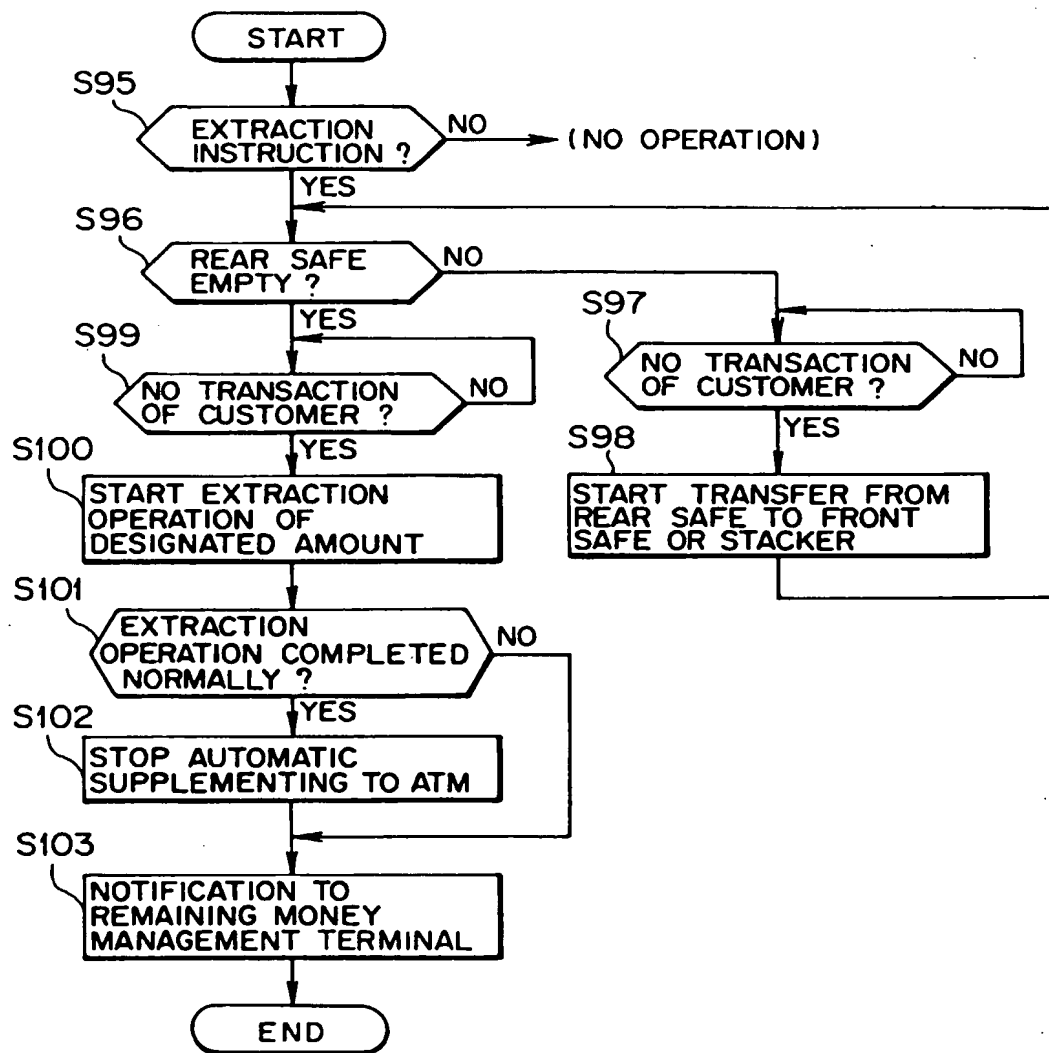 START
S95
EXTRACTION
INSTRUCTION ?
NO
(NO OPERATION)
YES
S96
REAR SAFE
EMPTY ?
NO
YES
S97
NO TRANSACTION
OF CUSTOMER ?
NO
YES
S98
START TRANSFER FROM
REAR SAFE TO FRONT
SAFE OR STACKER
S99
NO TRANSACTION
OF CUSTOMER ?
NO
YES
S100
START EXTRACTION
OPERATION OF
DESIGNATED AMOUNT
S101
EXTRACTION
OPERATION COMPLETED
NORMALLY ?
NO
YES
S102
STOP AUTOMATIC
SUPPLEMENTING TO ATM
S103
NOTIFICATION TO
REMAINING MONEY
MANAGEMENT TERMINAL
END